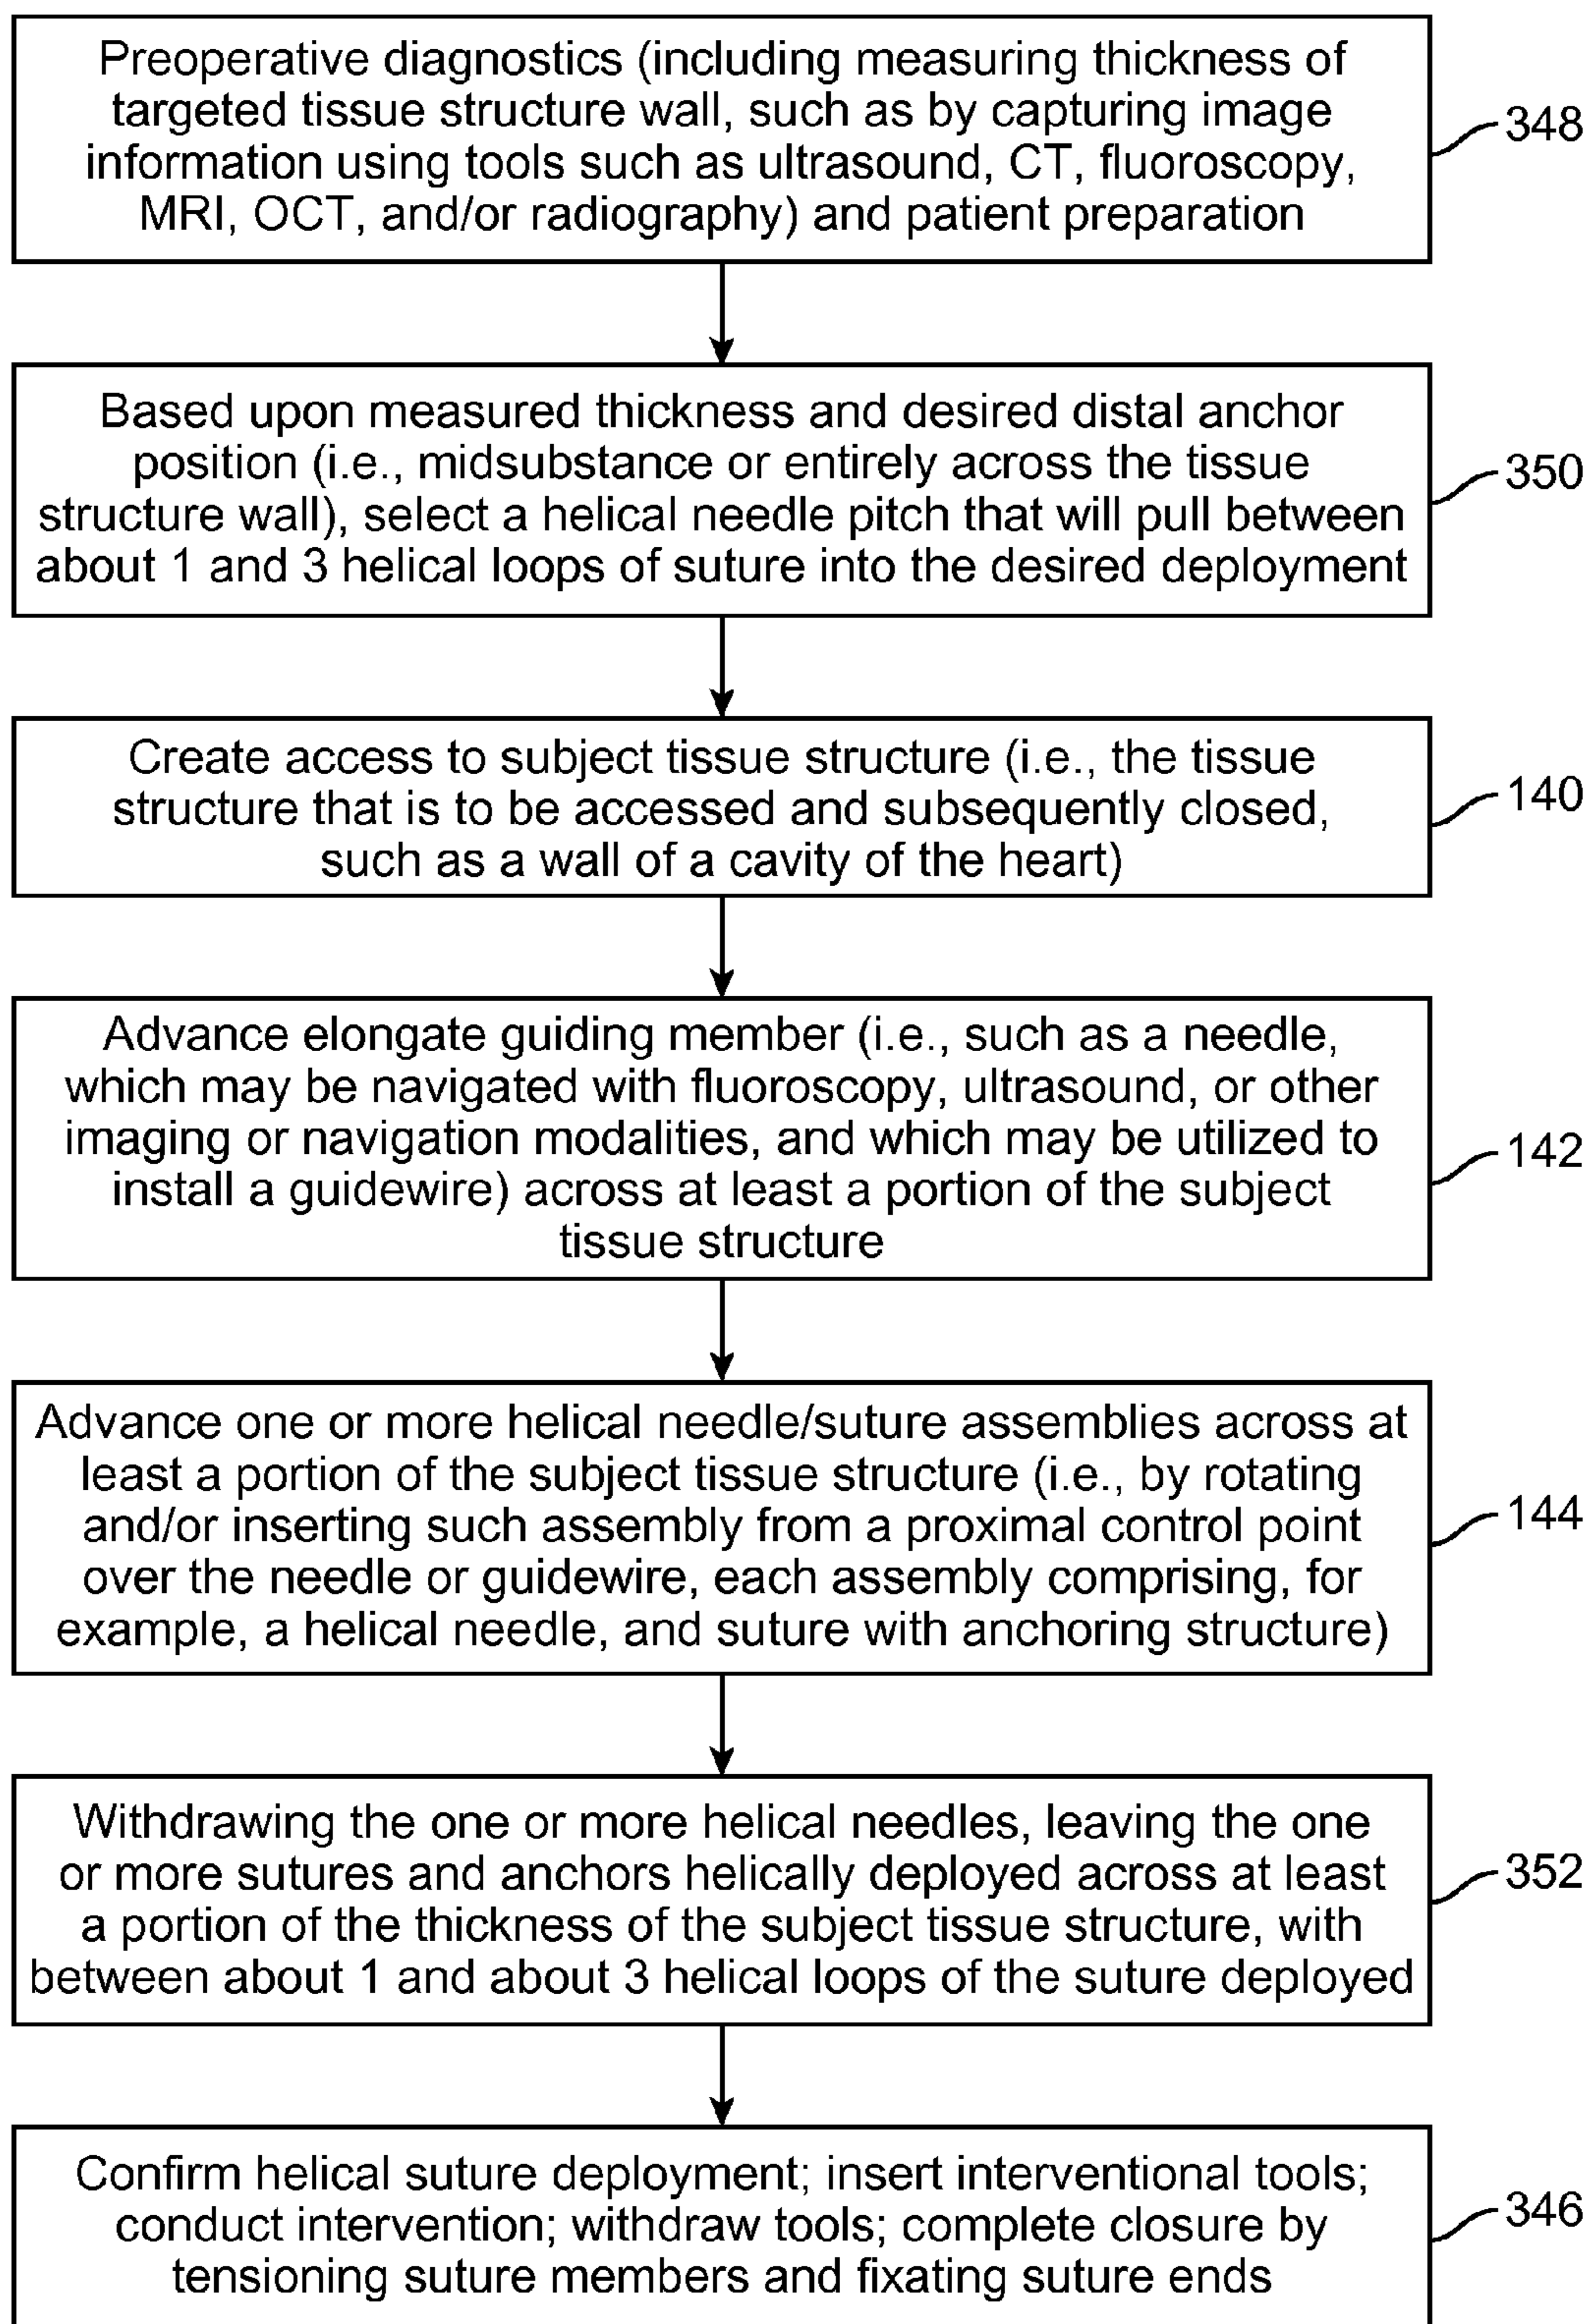 Preoperative diagnostics (including measuring thickness of
targeted tissue structure wall, such as by capturing image
information using tools such as ultrasound, CT, fluoroscopy,
MRI, OCT, and/or radiography) and patient preparation
348
Based upon measured thickness and desired distal anchor
position (i.e., midsubstance or entirely across the tissue
structure wall), select a helical needle pitch that will pull between
about 1 and 3 helical loops of suture into the desired deployment
350
Create access to subject tissue structure (i.e., the tissue
structure that is to be accessed and subsequently closed,
such as a wall of a cavity of the heart)
140
Advance elongate guiding member (i.e., such as a needle,
which may be navigated with fluoroscopy, ultrasound, or other
imaging or navigation modalities, and which may be utilized to
install a guidewire) across at least a portion of the subject
tissue structure
142
Advance one or more helical needle/suture assemblies across at
least a portion of the subject tissue structure (i.e., by rotating
and/or inserting such assembly from a proximal control point
over the needle or guidewire, each assembly comprising, for
example, a helical needle, and suture with anchoring structure)
144
Withdrawing the one or more helical needles, leaving the one
or more sutures and anchors helically deployed across at least
a portion of the thickness of the subject tissue structure, with
between about 1 and about 3 helical loops of the suture deployed
352
Confirm helical suture deployment; insert interventional tools;
conduct intervention; withdraw tools; complete closure by
tensioning suture members and fixating suture ends
346